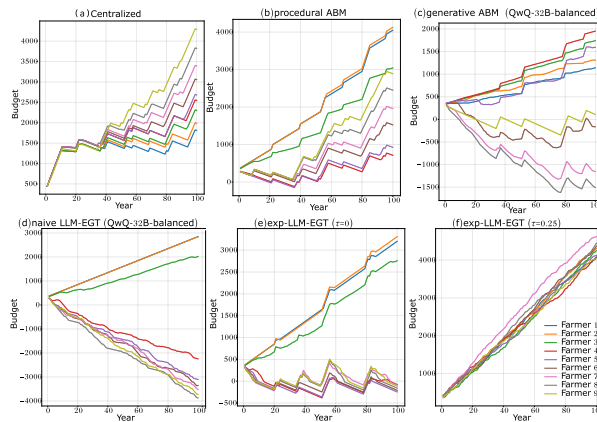 (a)Centralized
(b)procedural ABM
(c)generative ABM (QwQ-32B-balanced)
Budget
4000
3500
3000
2500
2000
1500
1000
500
0 20 40 60 80 100
Year
Budget
4000
3000
2000
1000
0
0 20 40 60 80 100
Year
Budget
2000
1500
1000
500
0
−500
−1000
−1500
0 20 40 60 80 100
Year
(d)naive LLM-EGT (QwQ-32B-balanced)
(e)exp-LLM-EGT (τ=0)
(f)exp-LLM-EGT (τ=0.25)
Budget
3000
2000
1000
0
−1000
−2000
−3000
−4000
0 20 40 60 80 100
Year
Budget
3000
2500
2000
1500
1000
500
0
−500
0 20 40 60 80 100
Year
Budget
4000
3000
2000
1000
0 20 40 60 80 100
Year
Farmer 1
Farmer 2
Farmer 3
Farmer 4
Farmer 5
Farmer 6
Farmer 7
Farmer 8
Farmer 9